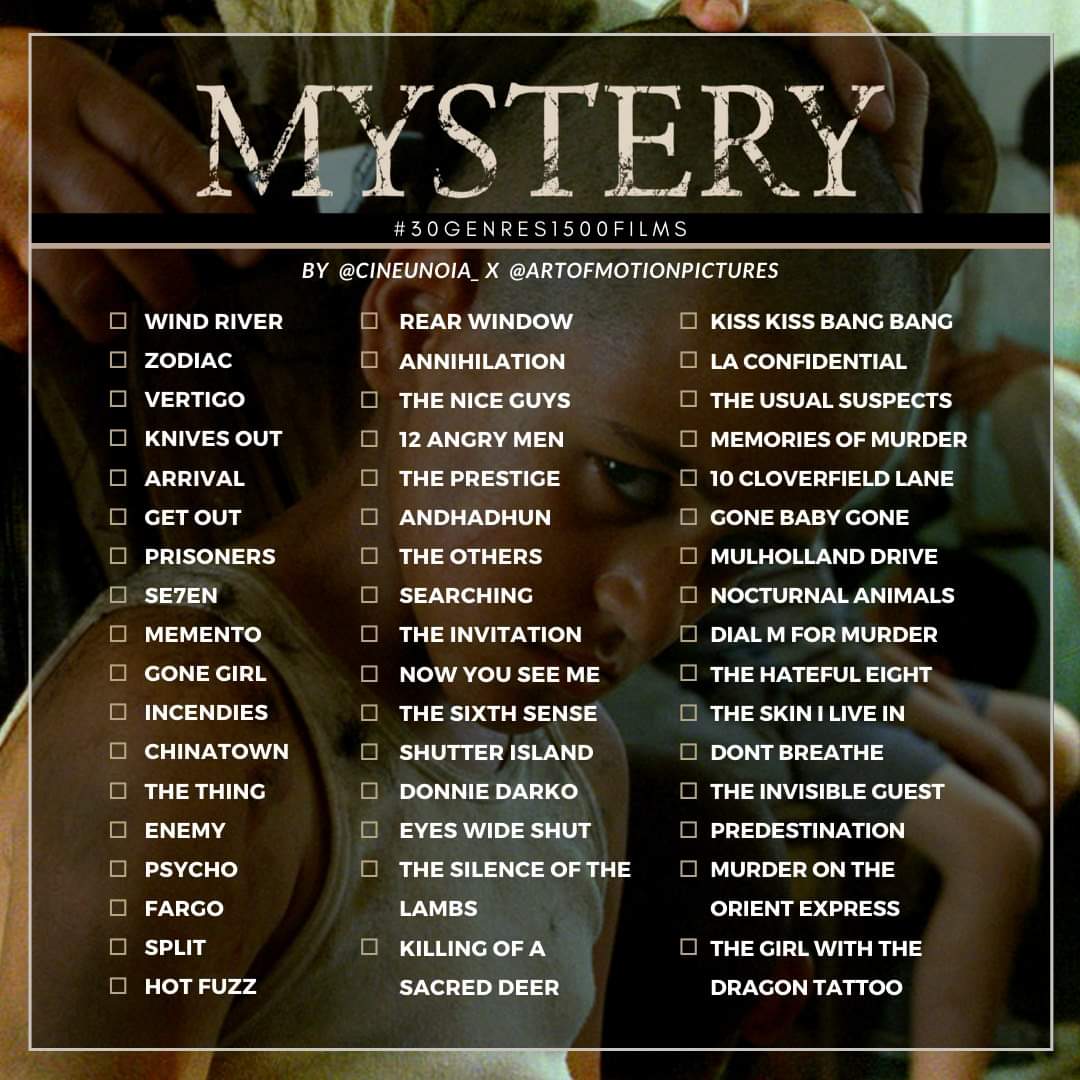 MYSTERY
#30GENRES1500FILMS
BY @CINEUNOIA_ X @ARTOFMOTIONPICTURES
WIND RIVER
ZODIAC
VERTIGO
KNIVES OUT
ARRIVAL
GET OUT
PRISONERS
SE7EN
MEMENTO
GONE GIRL
INCENDIES
CHINATOWN
THE THING
ENEMY
PSYCHO
FARGO
SPLIT
HOT FUZZ
REAR WINDOW
ANNIHILATION
THE NICE GUYS
12 ANGRY MEN
THE PRESTIGE
ANDHADHUN
THE OTHERS
SEARCHING
THE INVITATION
NOW YOU SEE ME
THE SIXTH SENSE
SHUTTER ISLAND
DONNIE DARKO
EYES WIDE SHUT
THE SILENCE OF THE
LAMBS
KILLING OF A
SACRED DEER
KISS KISS BANG BANG
LA CONFIDENTIAL
THE USUAL SUSPECTS
MEMORIES OF MURDER
10 CLOVERFIELD LANE
GONE BABY GONE
MULHOLLAND DRIVE
NOCTURNAL ANIMALS
DIAL M FOR MURDER
THE HATEFUL EIGHT
THE SKIN I LIVE IN
DONT BREATHE
THE INVISIBLE GUEST
PREDESTINATION
MURDER ON THE
ORIENT EXPRESS
THE GIRL WITH THE
DRAGON TATTOO